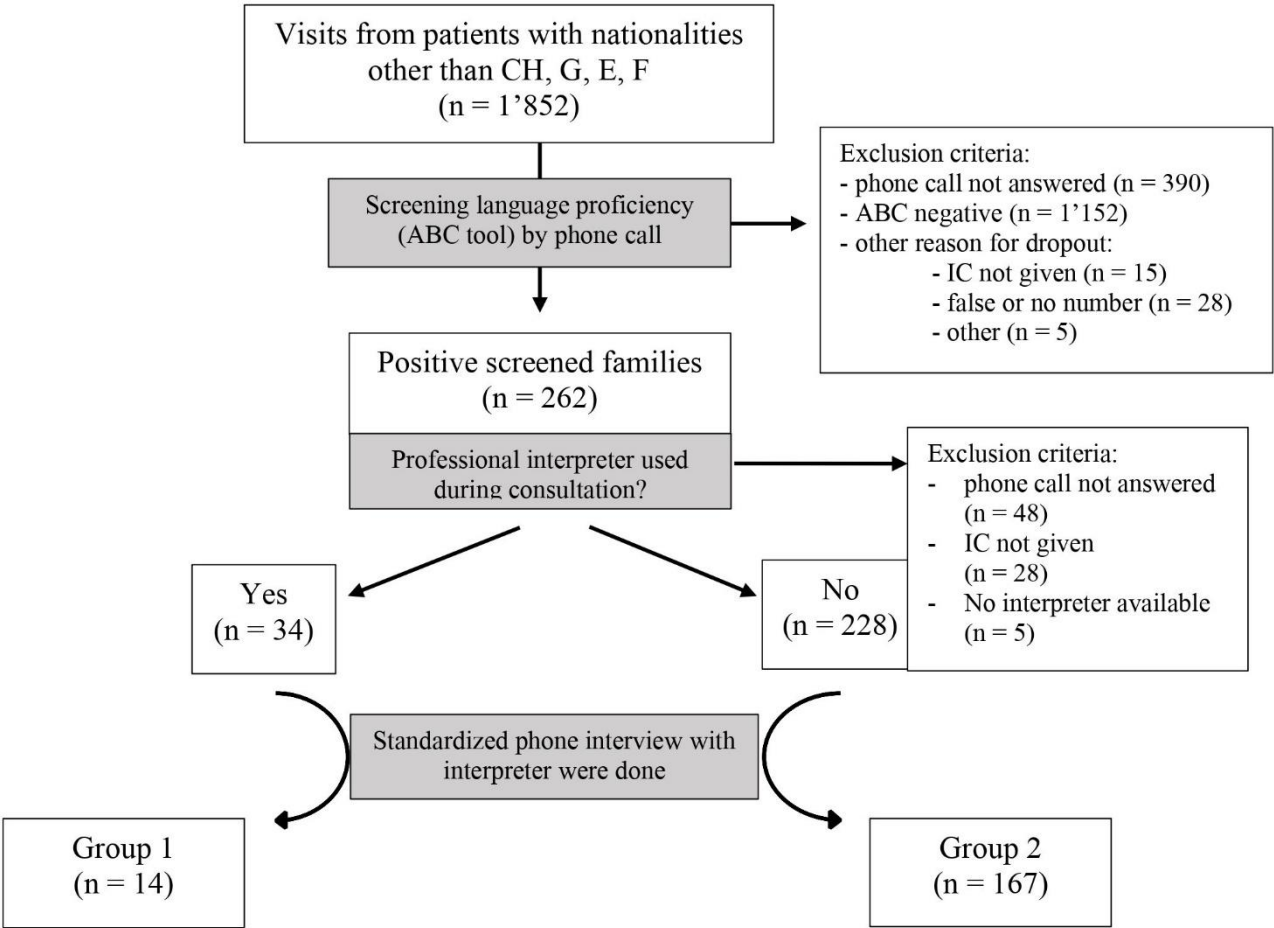 Visits from patients with nationalities
other than CH, G, E, F
(n = 1’852)
Screening language proficiency
(ABC tool) by phone call
Exclusion criteria:
- phone call not answered (n = 390)
- ABC negative (n = 1’152)
- other reason for dropout:
- IC not given (n = 15)
- false or no number (n = 28)
- other (n = 5)
Positive screened families
(n = 262)
Professional interpreter used
during consultation?
Exclusion criteria:
- phone call not answered
(n = 48)
- IC not given
(n = 28)
- No interpreter available
(n = 5)
Yes
(n = 34)
No
(n = 228)
Standardized phone interview with
interpreter were done
Group 1
(n = 14)
Group 2
(n = 167)